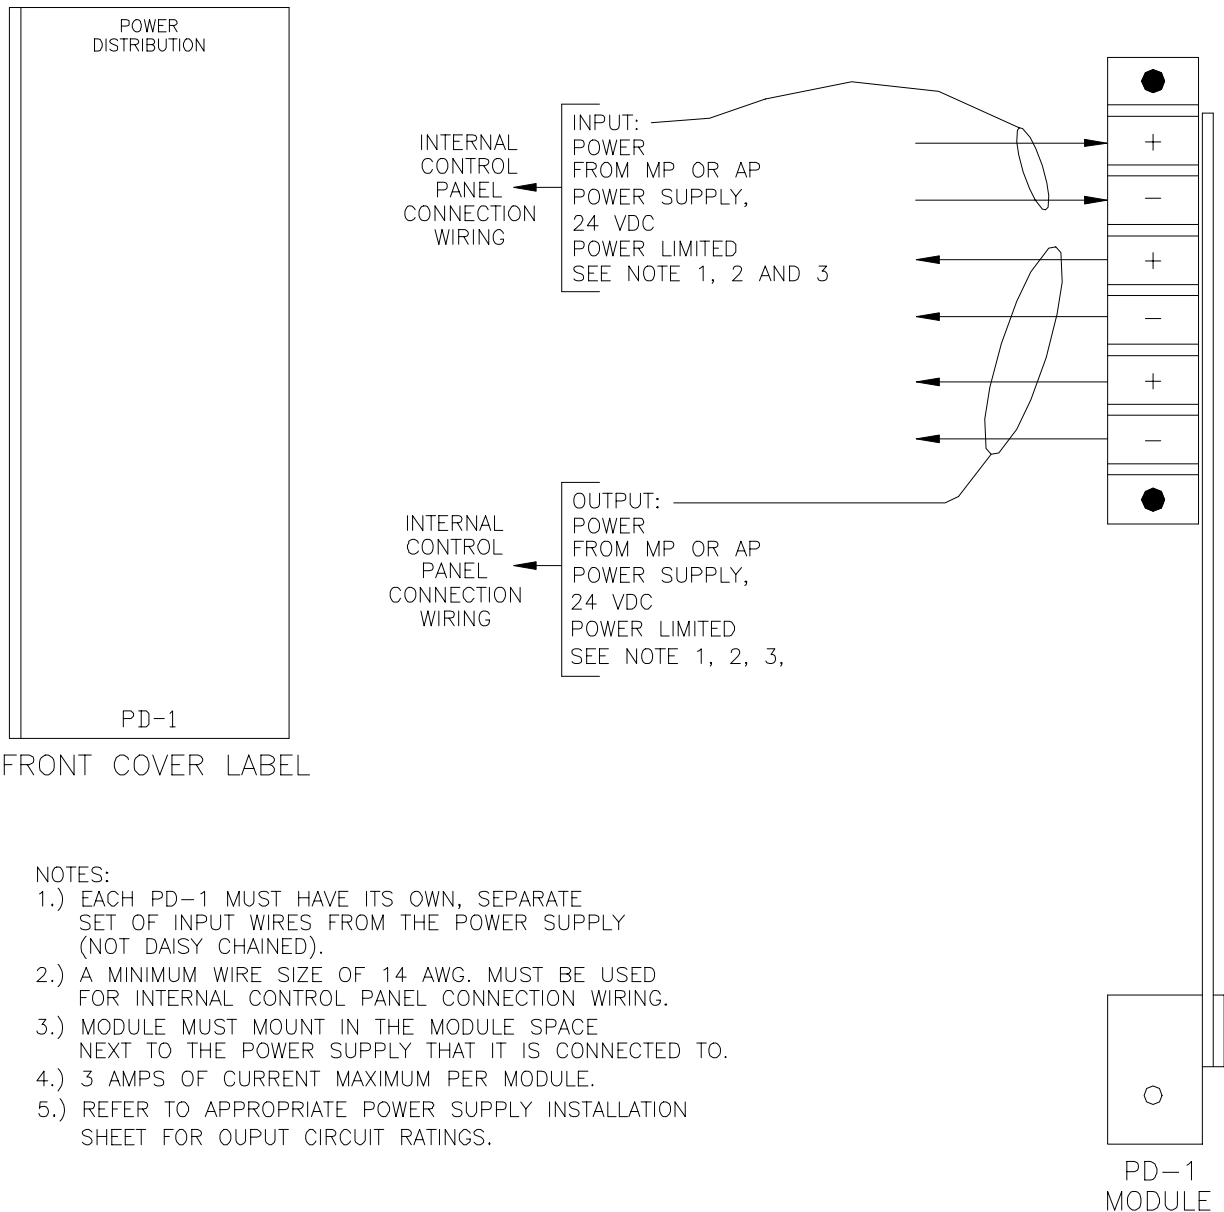 POWER
DISTRIBUTION
PD-1
FRONT COVER LABEL
INTERNAL
CONTROL
PANEL
CONNECTION
WIRING
INPUT:
POWER
FROM MP OR AP
POWER SUPPLY,
24 VDC
POWER LIMITED
SEE NOTE 1, 2 AND 3
+
−
+
−
+
−
INTERNAL
CONTROL
PANEL
CONNECTION
WIRING
OUTPUT:
POWER
FROM MP OR AP
POWER SUPPLY,
24 VDC
POWER LIMITED
SEE NOTE 1, 2, 3,
NOTES:
1.) EACH PD-1 MUST HAVE ITS OWN, SEPARATE
SET OF INPUT WIRES FROM THE POWER SUPPLY
(NOT DAISY CHAINED).
2.) A MINIMUM WIRE SIZE OF 14 AWG. MUST BE USED
FOR INTERNAL CONTROL PANEL CONNECTION WIRING.
3.) MODULE MUST MOUNT IN THE MODULE SPACE
NEXT TO THE POWER SUPPLY THAT IT IS CONNECTED TO.
4.) 3 AMPS OF CURRENT MAXIMUM PER MODULE.
5.) REFER TO APPROPRIATE POWER SUPPLY INSTALLATION
SHEET FOR OUPUT CIRCUIT RATINGS.
PD-1
MODULE